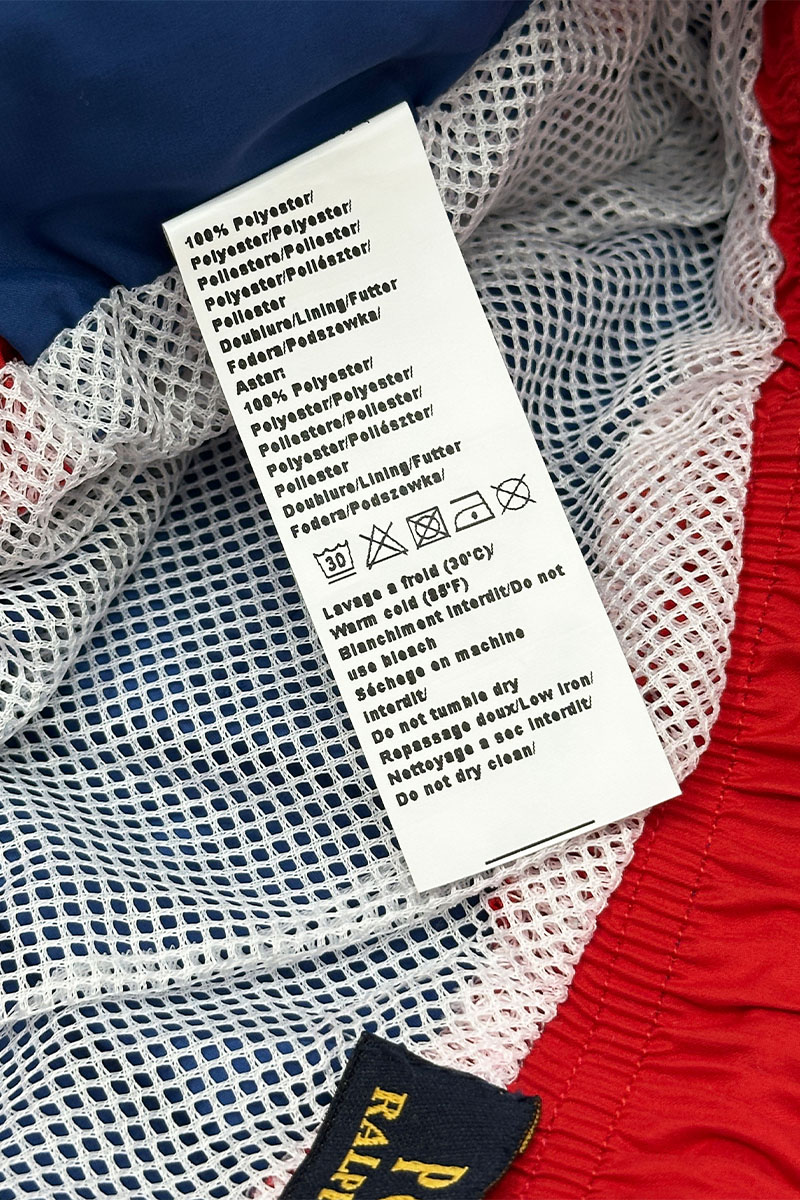 100% Polyester/
Polyester/Polyester/
Poliestere/Poliester/
Polyester/Poliészter/
Poliester
Doublure/Lining/Futter
Fodera/Podszewka/
Astar:
100% Polyester/
Polyester/Polyester/
Poliestere/Poliester/
Polyester/Poliészter/
Poliester
Doublure/Lining/Futter
Fodera/Podszewka/
30
Lavage a froid (30°C)/
Warm cold (85°F)
Blanchiment interdit/Do not
use bleach
Séchage en machine
interdit/
Do not tumble dry
Repassage doux/Low iron/
Nettoyage a sec interdit/
Do not dry clean/